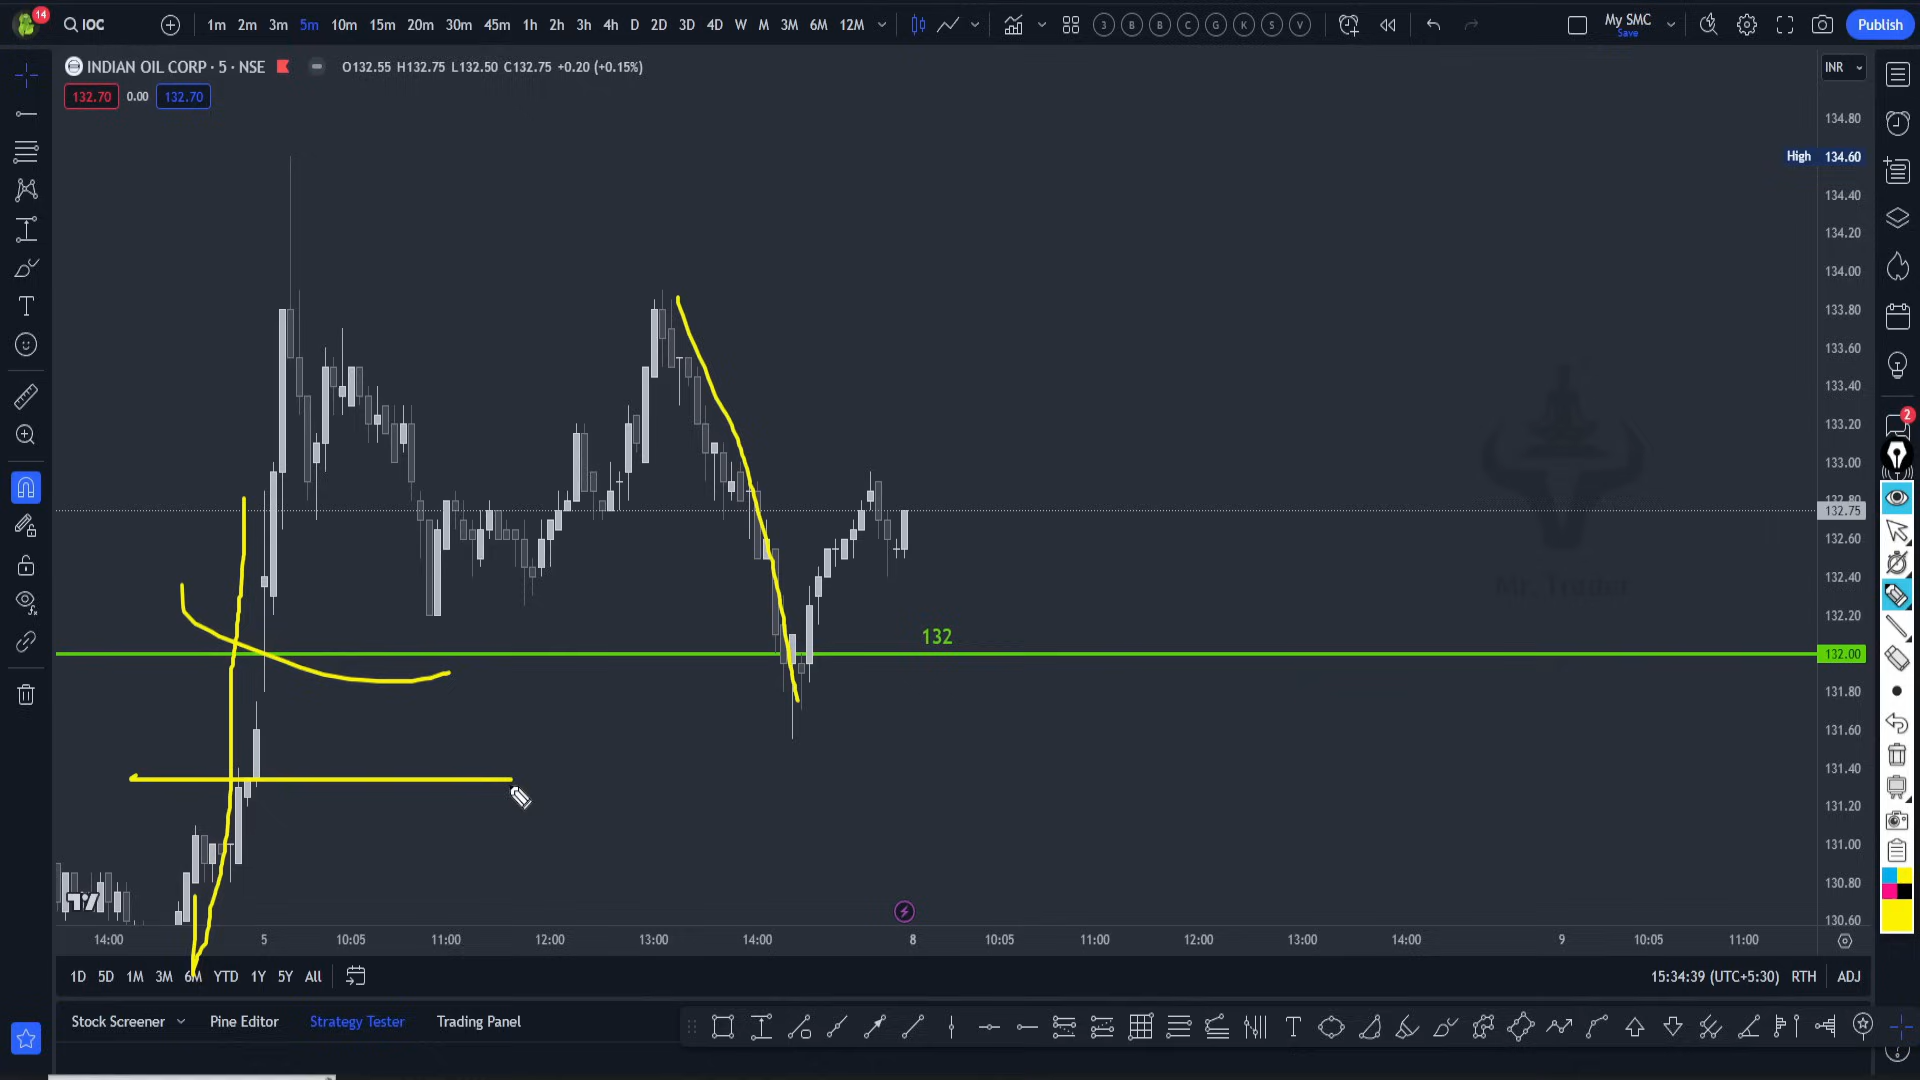 14
IOC
1m 2m 3m 5m 10m 15m 20m 30m 45m 1h 2h 3h 4h D 2D 3D 4D W M 3M 6M 12M
3 B B C G K S V
My SMC
Save
Publish
INDIAN OIL CORP · 5 · NSE
O132.55 H132.75 L132.50 C132.75 +0.20 (+0.15%)
INR
132.70 0.00 132.70
134.80
High 134.60
134.40
134.20
134.00
133.80
133.60
133.40
133.20
2
133.00
132.80
132.75
132.60
132.40
Mr. Trader
132.20
132
132.00
131.80
131.60
131.40
131.20
131.00
130.80
130.60
14:00 5 10:05 11:00 12:00 13:00 14:00 8 10:05 11:00 12:00 13:00 14:00 9 10:05 11:00
1D 5D 1M 3M 6M YTD 1Y 5Y All
15:34:39 (UTC+5:30) RTH ADJ
Stock Screener Pine Editor Strategy Tester Trading Panel